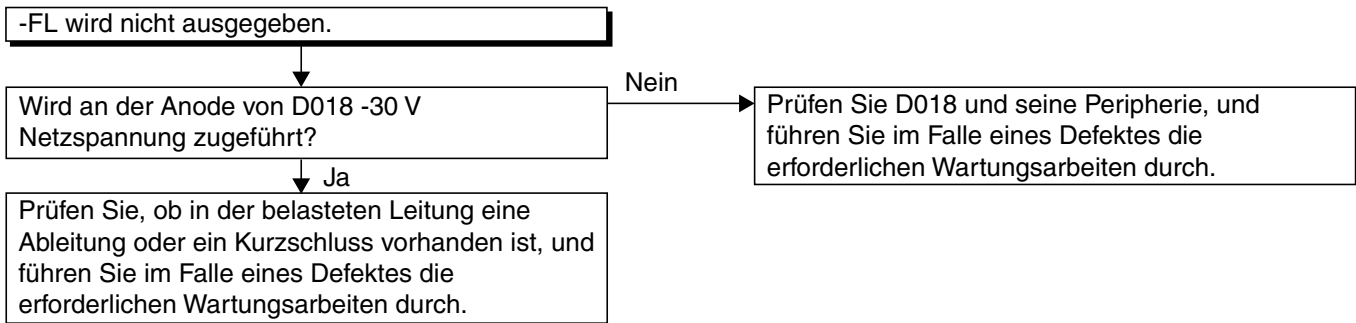 -FL wird nicht ausgegeben.
Wird an der Anode von D018 -30 V
Netzspannung zugeführt?
Nein
Prüfen Sie D018 und seine Peripherie, und
führen Sie im Falle eines Defektes die
erforderlichen Wartungsarbeiten durch.
Ja
Prüfen Sie, ob in der belasteten Leitung eine
Ableitung oder ein Kurzschluss vorhanden ist, und
führen Sie im Falle eines Defektes die
erforderlichen Wartungsarbeiten durch.